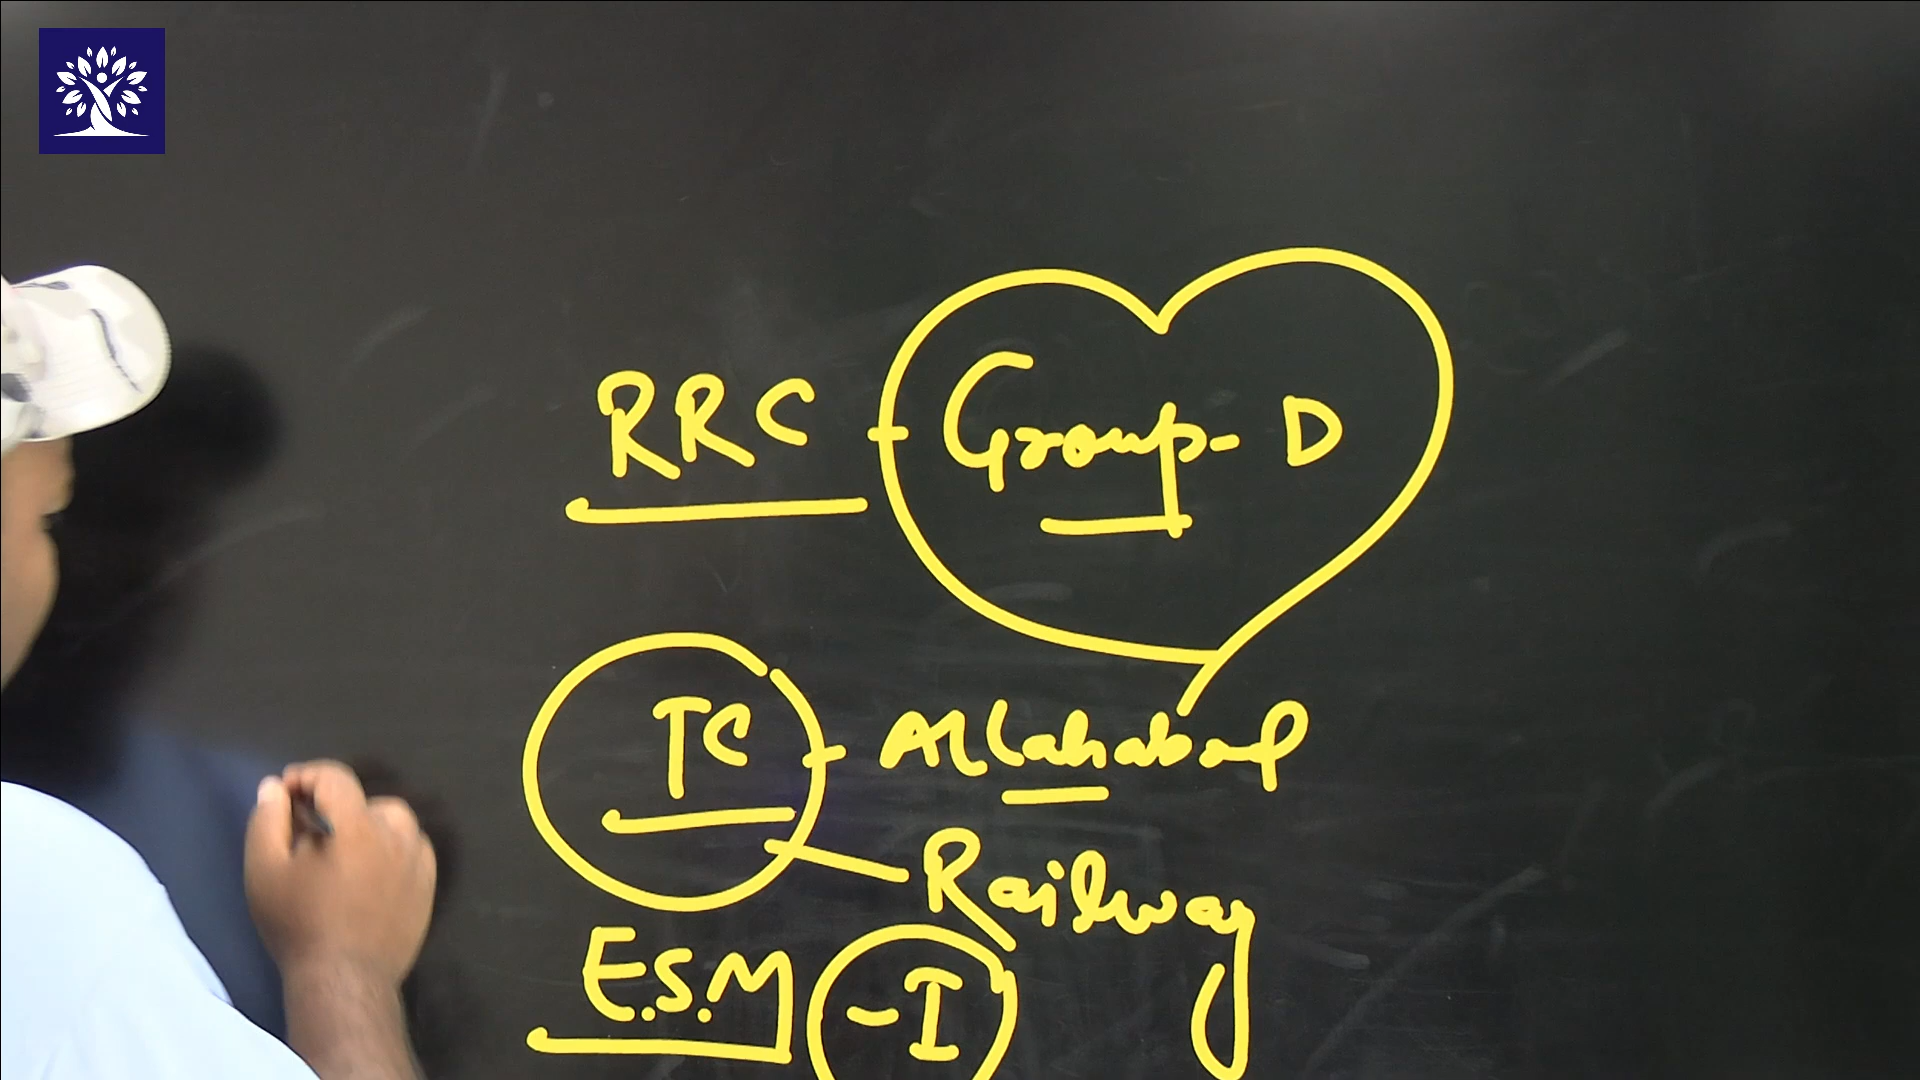 RRC - Group - D
TC - Allahabad
Railway
E.S.M - I